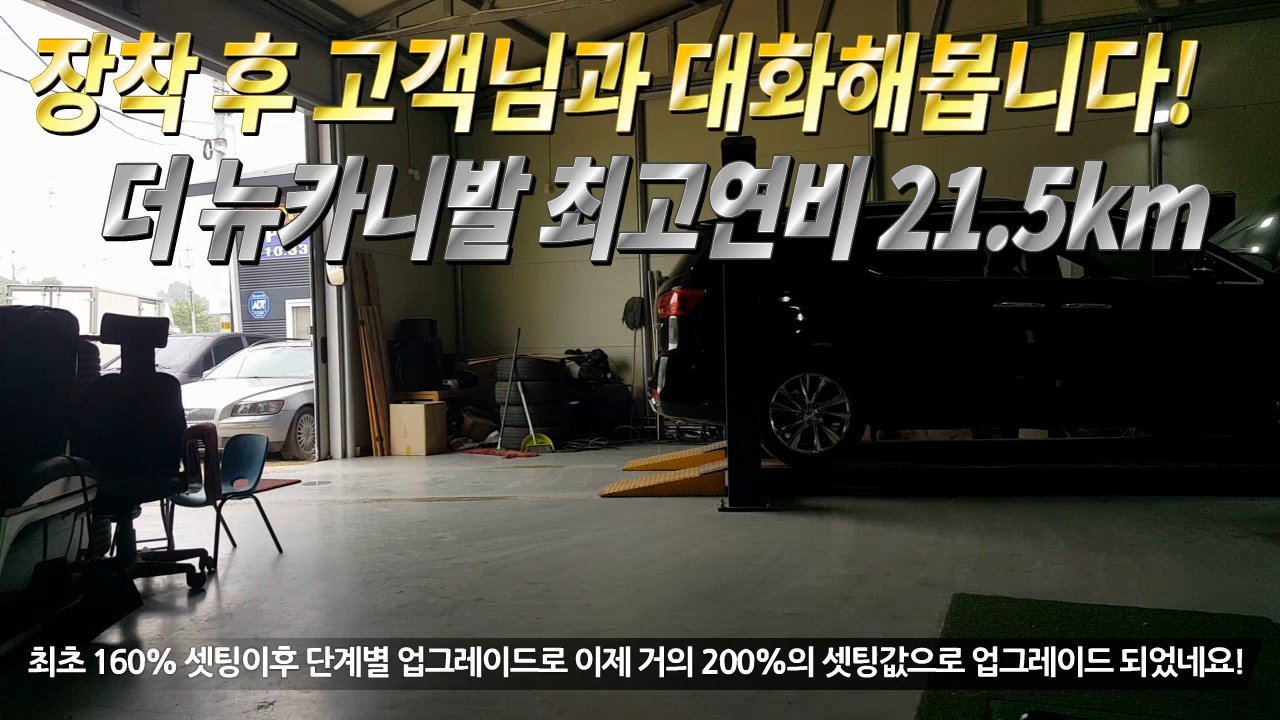 장착 후 고객님과 대화해봅니다!
더 뉴카니발 최고연비 21.5km
ADT
최초 160% 셋팅이후 단계별 업그레이드로 이제 거의 200%의 셋팅값으로 업그레이드 되었네요!